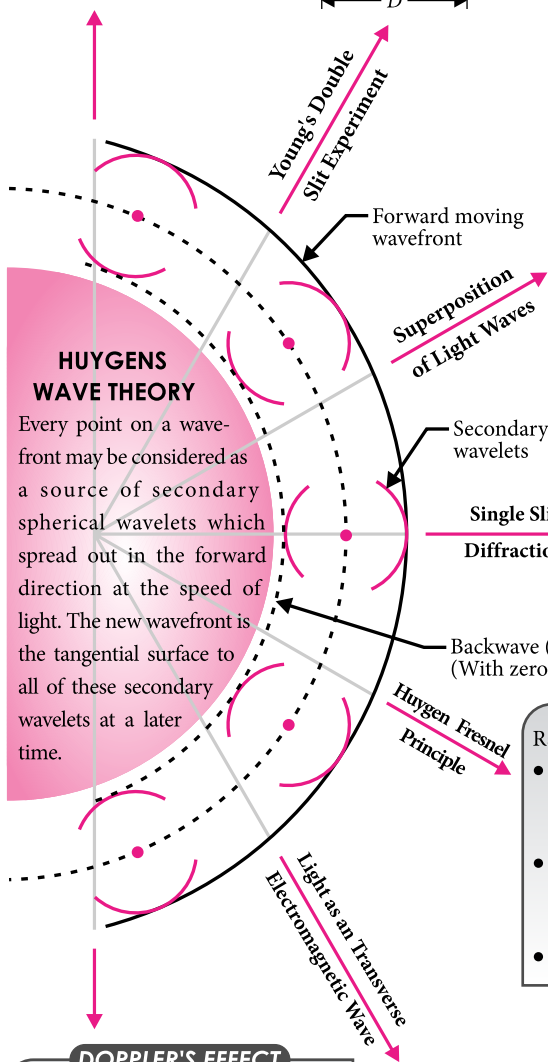 D
Young's Double
Slit Experiment
Forward moving
wavefront
Superposition
of Light Waves
HUYGENS
WAVE THEORY
Every point on a wave-
front may be considered as
a source of secondary
spherical wavelets which
spread out in the forward
direction at the speed of
light. The new wavefront is
the tangential surface to
all of these secondary
wavelets at a later
time.
Secondary
wavelets
Single Sli
Diffractio
Backwave (
(With zero
Huygen Fresnel
Principle
R
Light as an Transverse
Electromagnetic Wave
DOPPLER'S EFFECT